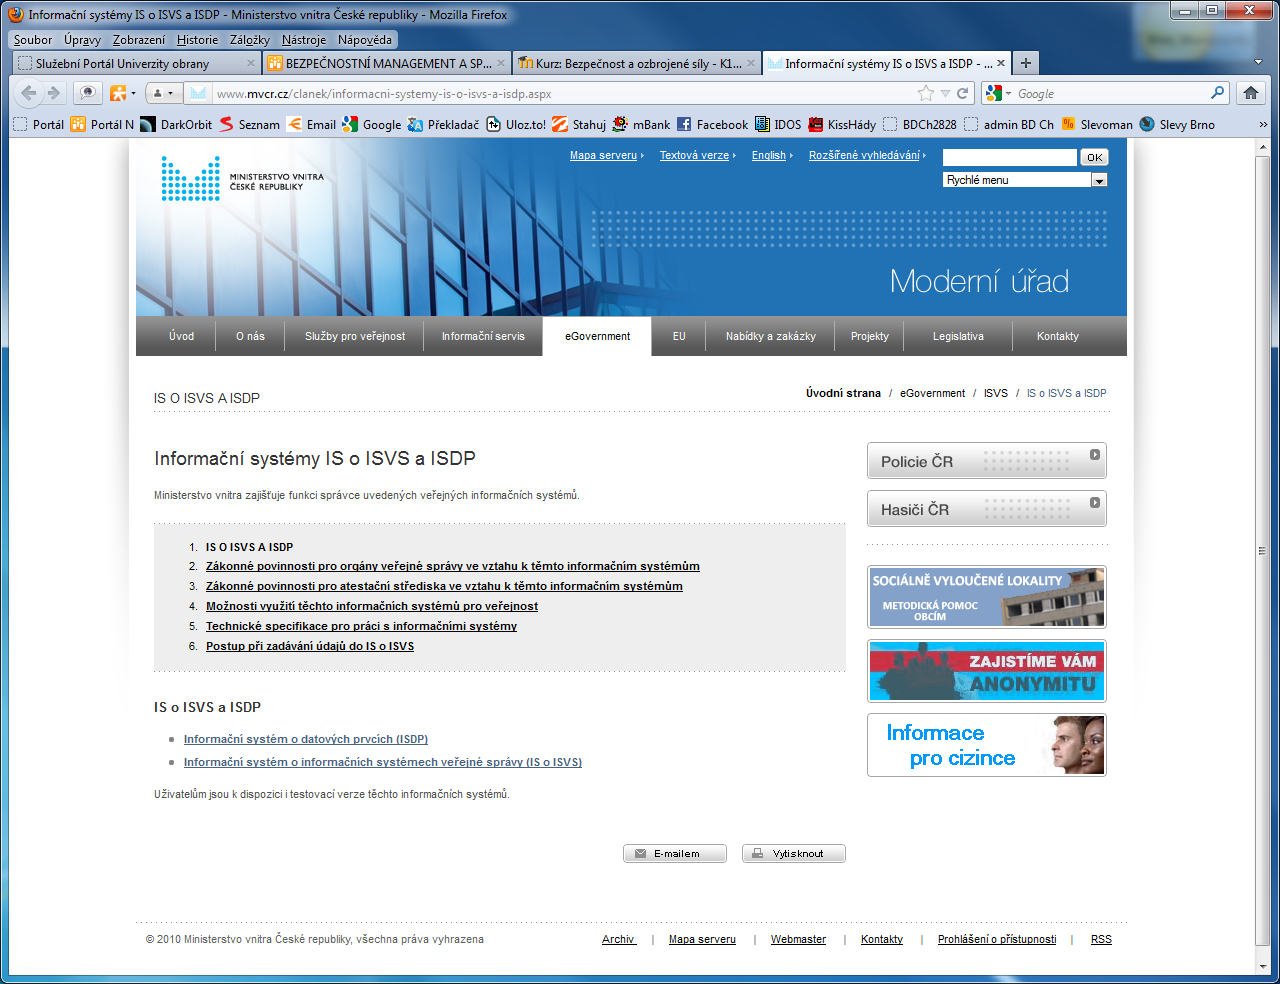 Informační systémy IS o ISVS a ISDP - Ministerstvo vnitra České republiky - Mozilla Firefox
Soubor Úpravy Zobrazení Historie Záložky Nástroje Nápověda
Služební Portál Univerzity obrany
BEZPEČNOSTNÍ MANAGEMENT A SP...
Kurz: Bezpečnost a ozbrojené síly - K1...
Informační systémy IS o ISVS a ISDP - ...
www.mvcr.cz/clanek/informacni-systemy-is-o-isvs-a-isdp.aspx
Google
Portál Portál N DarkOrbit Seznam Email Google Překladač Uloz.to! Stahuj mBank Facebook IDOS KissHády BDCh2828 admin BD Ch Slevoman Slevy Brno »
MINISTERSTVO VNITRA
ČESKÉ REPUBLIKY
Mapa serveru Textová verze English Rozšířené vyhledávání
OK
Rychlé menu
Moderní úřad
Úvod O nás Služby pro veřejnost Informační servis eGovernment EU Nabídky a zakázky Projekty Legislativa Kontakty
IS O ISVS A ISDP
Úvodní strana / eGovernment / ISVS / IS o ISVS a ISDP
Informační systémy IS o ISVS a ISDP
Ministerstvo vnitra zajišťuje funkci správce uvedených veřejných informačních systémů.
1. IS O ISVS A ISDP
2. Zákonné povinnosti pro orgány veřejné správy ve vztahu k těmto informačním systémům
3. Zákonné povinnosti pro atestační střediska ve vztahu k těmto informačním systémům
4. Možnosti využití těchto informačních systémů pro veřejnost
5. Technické specifikace pro práci s informačními systémy
6. Postup při zadávání údajů do IS o ISVS
IS o ISVS a ISDP
Informační systém o datových prvcích (ISDP)
Informační systém o informačních systémech veřejné správy (IS o ISVS)
Uživatelům jsou k dispozici i testovací verze těchto informačních systémů.
E-mailem Vytisknout
Policie ČR
Hasiči ČR
SOCIÁLNĚ VYLOUČENÉ LOKALITY
METODICKÁ POMOC
OBCÍM
ZAJISTÍME VÁM
ANONYMITU
Informace
pro cizince
© 2010 Ministerstvo vnitra České republiky, všechna práva vyhrazena
Archiv | Mapa serveru | Webmaster | Kontakty | Prohlášení o přístupnosti | RSS